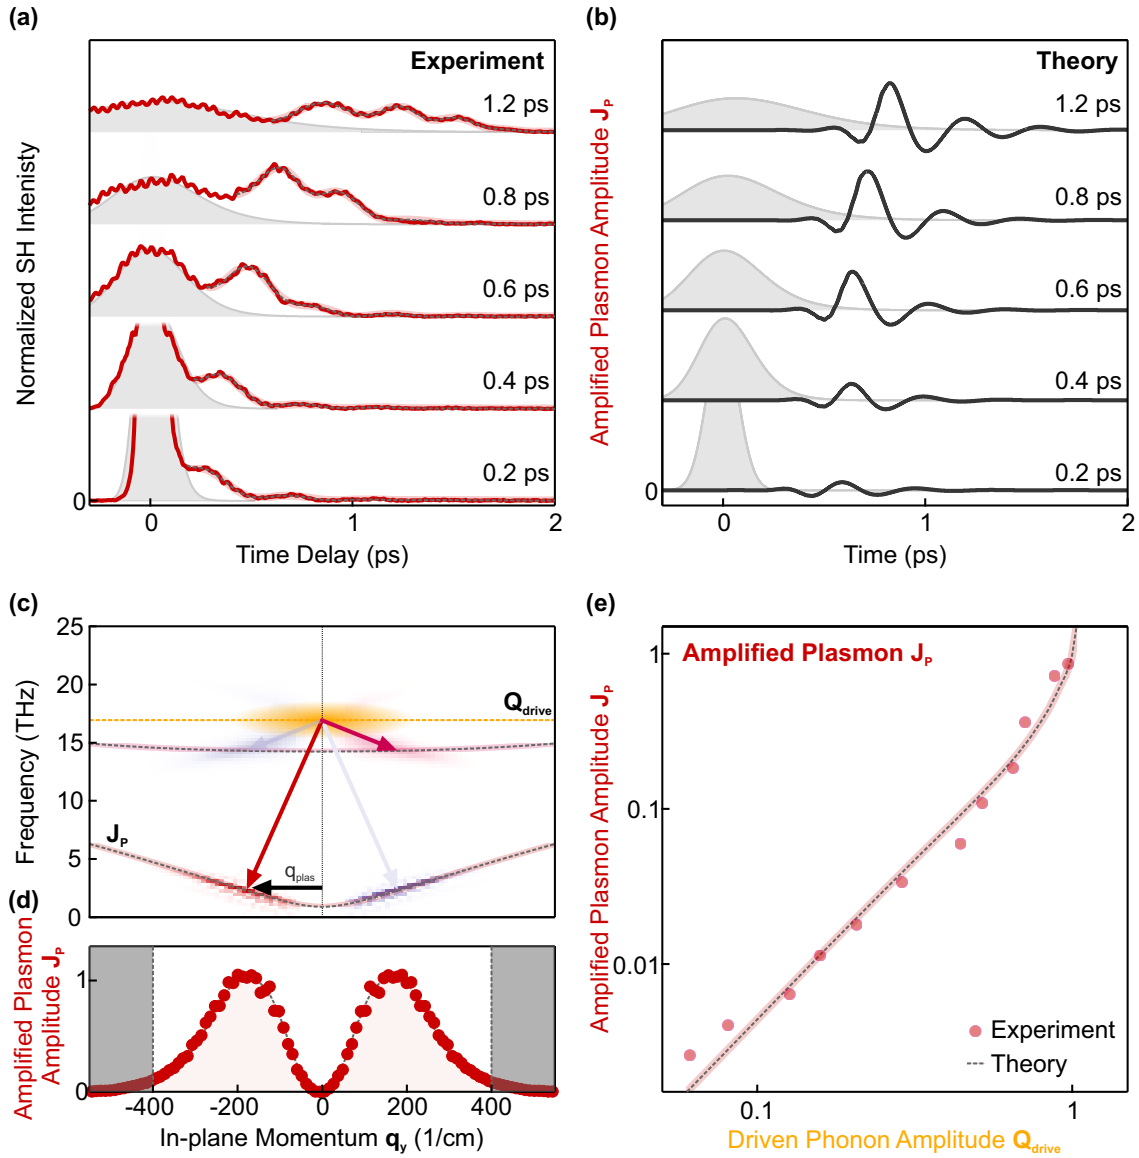 (a)
Experiment
1.2 ps
0.8 ps
0.6 ps
0.4 ps
0.2 ps
Normalized SH Intenisty
0
0
1
2
Time Delay (ps)
(b)
Theory
1.2 ps
0.8 ps
0.6 ps
0.4 ps
0.2 ps
Amplified Plasmon Amplitude J_P
0
0
1
2
Time (ps)
(c)
25
20
15
10
5
0
Frequency (THz)
Q_drive
J_P
q_plas
(d)
Amplified Plasmon
Amplitude J_P
1
0
-400
-200
0
200
400
In-plane Momentum q_y (1/cm)
(e)
Amplified Plasmon J_P
1
0.1
0.01
Amplified Plasmon Amplitude J_P
Experiment
Theory
0.1
1
Driven Phonon Amplitude Q_drive